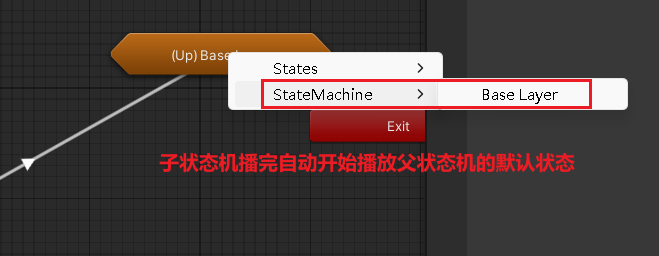 (Up) Base
States
StateMachine
Base Layer
Exit
子状态机播完自动开始播放父状态机的默认状态